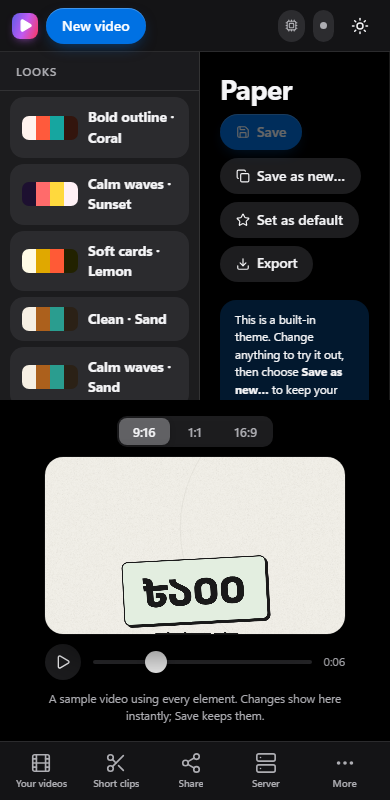 New video
LOOKS
Bold outline ·
Coral
Calm waves ·
Sunset
Soft cards ·
Lemon
Clean · Sand
Calm waves ·
Sand
Paper
Save
Save as new...
Set as default
Export
This is a built-in
theme. Change
anything to try it out,
then choose Save as
new... to keep your
9:16
1:1
16:9
৳১০০
0:06
A sample video using every element. Changes show here
instantly; Save keeps them.
Your videos
Short clips
Share
Server
More